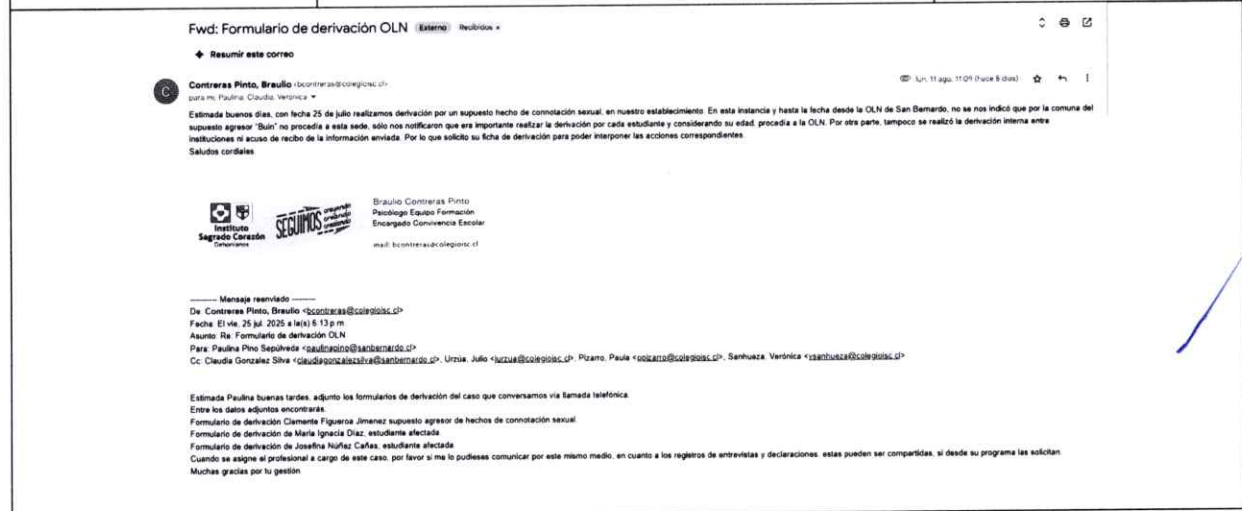 Fwd: Formulario de derivación OLN Externo Recibidos ×
Resumir este correo
C
Contreras Pinto, Braulio <bcontreras@colegioisc.cl>
lun, 11 ago, 11:09 (hace 8 días)
para mí, Paulina, Claudia, Verónica
Estimada buenos días, con fecha 25 de julio realizamos derivación por un supuesto hecho de connotación sexual, en nuestro establecimiento. En esta instancia y hasta la fecha desde la OLN de San Bernardo, no se nos indicó que por la comuna del
supuesto agresor "Buin" no procedía a esta sede, sólo nos notificaron que era importante realizar la derivación por cada estudiante y considerando su edad, procedía a la OLN. Por otra parte, tampoco se realizó la derivación interna entre
instituciones ni acuso de recibo de la información enviada. Por lo que solicito su ficha de derivación para poder interponer las acciones correspondientes.
Saludos cordiales
Instituto
Sagrado Corazón
Dehonianos
SEGUIMOS creyendo creando
Braulio Contreras Pinto
Psicólogo Equipo Formación
Encargado Convivencia Escolar
mail: bcontreras@colegioisc.cl
---------- Mensaje reenviado ----------
De: Contreras Pinto, Braulio <bcontreras@colegioisc.cl>
Fecha: El vie, 25 jul. 2025 a la(s) 6:13 p.m.
Asunto: Re: Formulario de derivación OLN
Para: Paulina Pino Sepúlveda <paulinapino@sanbernardo.cl>
Cc: Claudia Gonzalez Silva <claudiagonzalezsilva@sanbernardo.cl>, Urzúa, Julio <jurzua@colegioisc.cl>, Pizarro, Paula <ppizarro@colegioisc.cl>, Sanhueza, Verónica <vsanhueza@colegioisc.cl>
Estimada Paulina buenas tardes, adjunto los formularios de derivación del caso que conversamos vía llamada telefónica.
Entre los datos adjuntos encontrarás:
Formulario de derivación Clemente Figueroa Jimenez supuesto agresor de hechos de connotación sexual.
Formulario de derivación de María Ignacia Díaz, estudiante afectada.
Formulario de derivación de Josefina Núñez Cañas, estudiante afectada.
Cuando se asigne el profesional a cargo de este caso, por favor si me lo pudieses comunicar por este mismo medio, en cuanto a los registros de entrevistas y declaraciones, estas pueden ser compartidas, si desde su programa las solicitan.
Muchas gracias por tu gestión